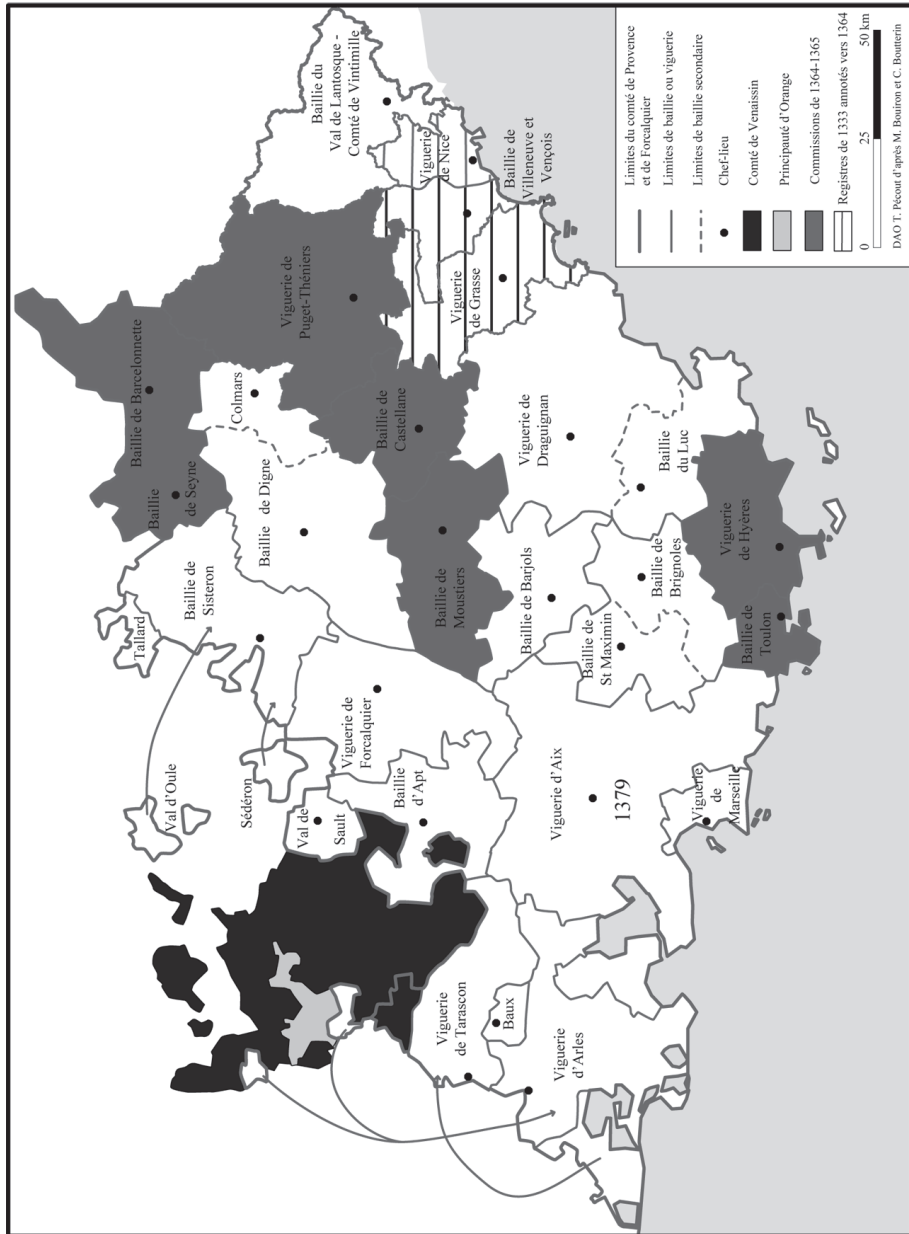 Baillie du
Val de Lantosque -
Comté de Vintimille
Viguerie
de Nice
Baillie de
Villeneuve et
Vençois
Viguerie de
Puget-Théniers
Viguerie
de Grasse
Baillie de Barcelonnette
Colmars
Baillie de
Castellane
Viguerie de
Draguignan
Baillie
du Luc
Baillie
de Seyne
Baillie de Digne
Baillie de
Moustiers
Baillie de Barjols
Baillie de
Brignoles
Viguerie
de Hyères
Tallard
Baillie de
Sisteron
Baillie de
St Maximin
Baillie de
Toulon
Val d'Oule
Séderon
Viguerie de
Forcalquier
Val de
Sault
Baillie
d'Apt
Viguerie d'Aix
1379
Viguerie
de
Marseille
Viguerie
de Tarascon
Baux
Viguerie
d'Arles
Limites du comté de Provence
et de Forcalquier
Limites de baillie ou viguerie
Limites de baillie secondaire
Chef-lieu
Comté de Venaissin
Principauté d'Orange
Commissions de 1364-1365
Registres de 1333 annotés vers 1364
0 25 50 km
DAO T. Pécout d'après M. Bouiron et C. Boutterin